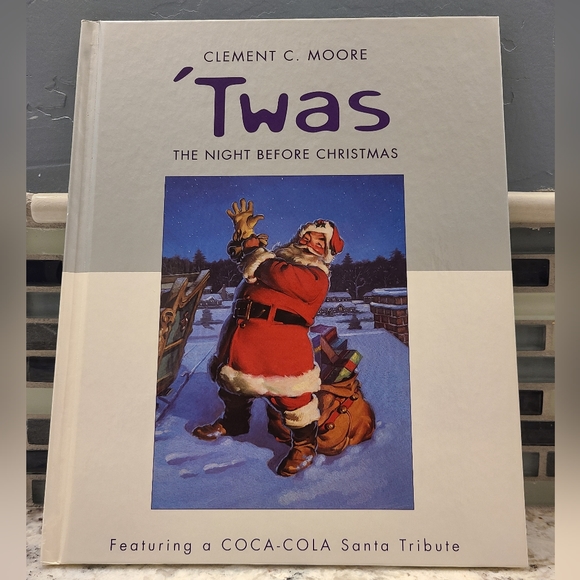 CLEMENT C. MOORE
'Twas
THE NIGHT BEFORE CHRISTMAS
Featuring a COCA-COLA Santa Tribute